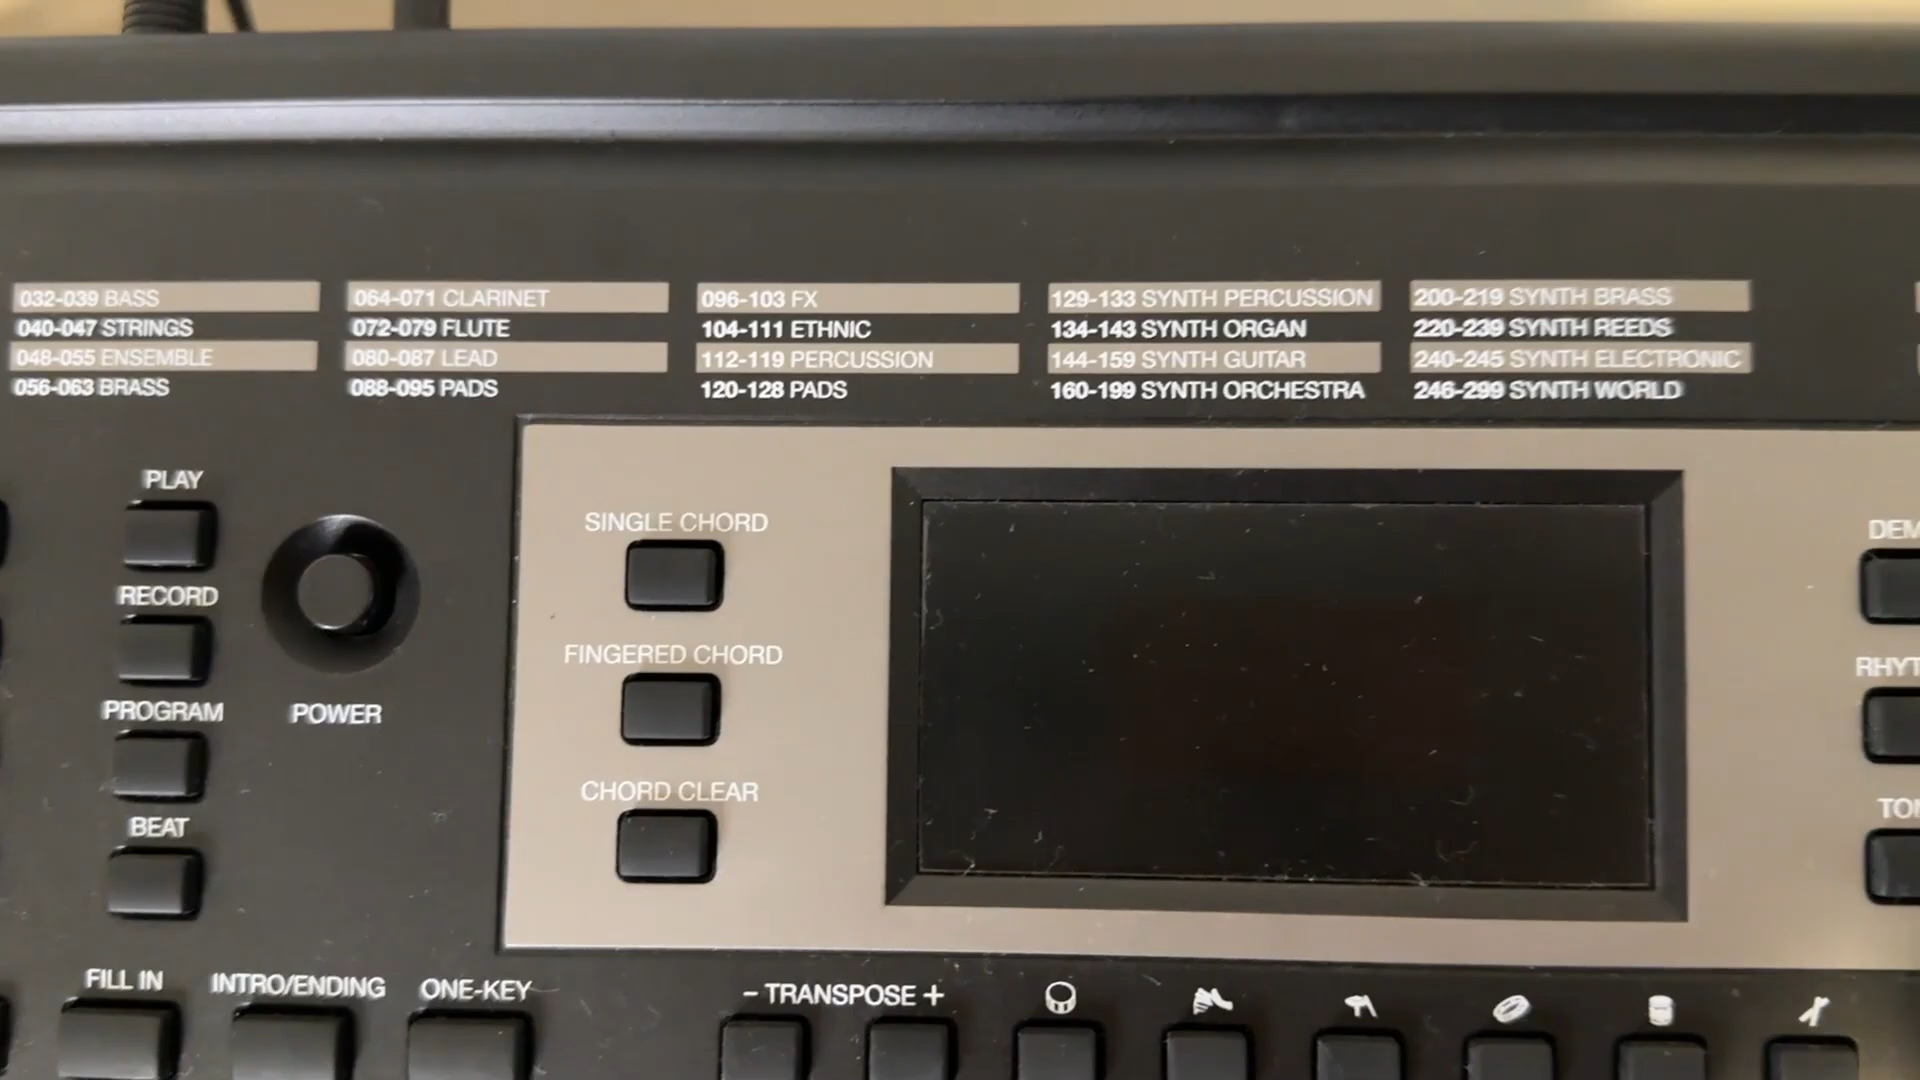 032-039 BASS
040-047 STRINGS
048-055 ENSEMBLE
056-063 BRASS
064-071 CLARINET
072-079 FLUTE
080-087 LEAD
088-095 PADS
096-103 FX
104-111 ETHNIC
112-119 PERCUSSION
120-128 PADS
129-133 SYNTH PERCUSSION
134-143 SYNTH ORGAN
144-159 SYNTH GUITAR
160-199 SYNTH ORCHESTRA
200-219 SYNTH BRASS
220-239 SYNTH REEDS
240-245 SYNTH ELECTRONIC
246-299 SYNTH WORLD
PLAY
RECORD
PROGRAM
BEAT
POWER
SINGLE CHORD
FINGERED CHORD
CHORD CLEAR
FILL IN
INTRO/ENDING
ONE-KEY
- TRANSPOSE +